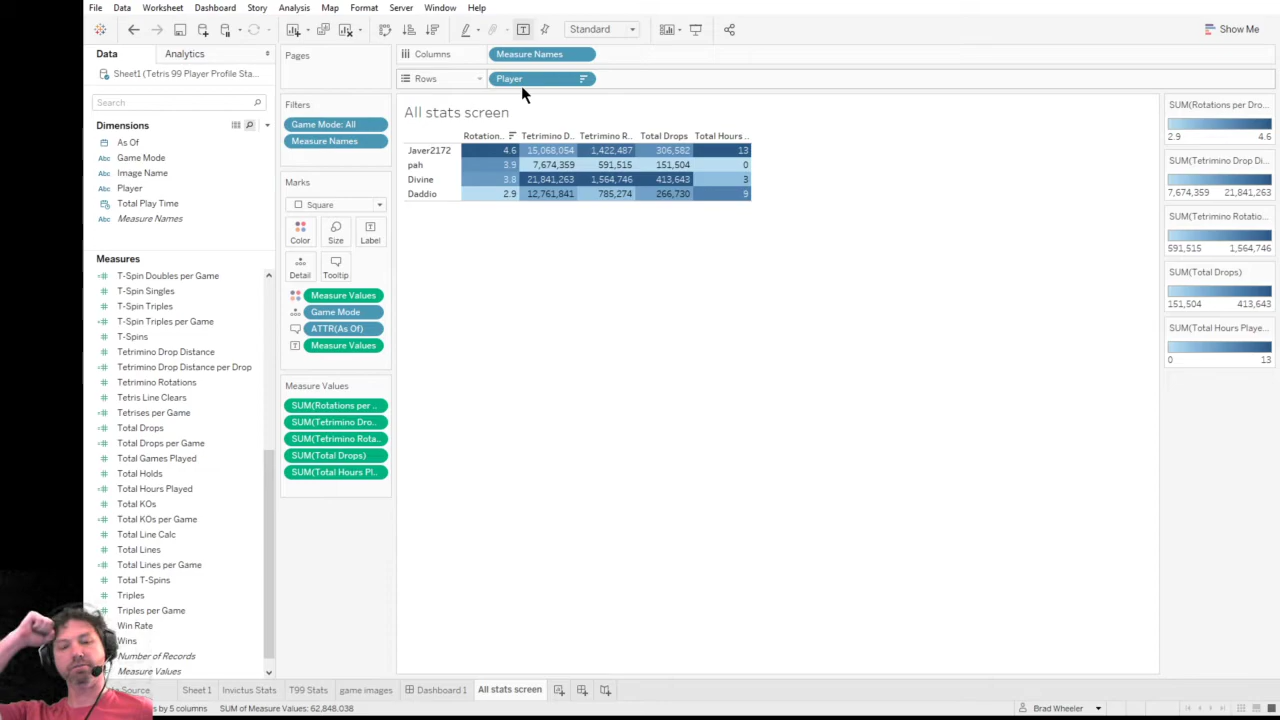 File Data Worksheet Dashboard Story Analysis Map Format Server Window Help
Standard
Show Me
Data
Analytics
Pages
Columns
Measure Names
Sheet1 (Tetris 99 Player Profile Sta...
Rows
Player
Search
Filters
All stats screen
SUM(Rotations per Dro...
Dimensions
Game Mode: All
2.9 4.6
As Of
Measure Names
Rotation.. Tetrimino D.. Tetrimino R.. Total Drops Total Hours ..
Game Mode
Javer2172 4.6 15,068,054 1,422,487 306,582 13
SUM(Tetrimino Drop Di...
Image Name
pah 3.9 7,674,359 591,515 151,504 0
Player
Marks
Divine 3.8 21,841,263 1,564,746 413,643 3
7,674,359 21,841,263
Total Play Time
Square
Daddio 2.9 12,761,841 785,274 266,730 9
SUM(Tetrimino Rotatio...
Measure Names
Color Size Label
591,515 1,564,746
Measures
Detail Tooltip
SUM(Total Drops)
T-Spin Doubles per Game
151,504 413,643
T-Spin Singles
Measure Values
T-Spin Triples
Game Mode
SUM(Total Hours Playe...
T-Spin Triples per Game
ATTR(As Of)
0 13
T-Spins
Measure Values
Tetrimino Drop Distance
Tetrimino Drop Distance per Drop
Tetrimino Rotations
Measure Values
Tetris Line Clears
SUM(Rotations per ..
Tetrises per Game
SUM(Tetrimino Dro..
Total Drops
SUM(Tetrimino Rota..
Total Drops per Game
SUM(Total Drops)
Total Games Played
SUM(Total Hours Pl..
Total Holds
Total Hours Played
Total KOs
Total KOs per Game
Total Line Calc
Total Lines
Total Lines per Game
Total T-Spins
Triples
Triples per Game
Win Rate
Wins
Number of Records
Measure Values
Source Sheet 1 Invictus Stats T99 Stats game images Dashboard 1 All stats screen
by 5 columns SUM of Measure Values: 62,848,038
Brad Wheeler